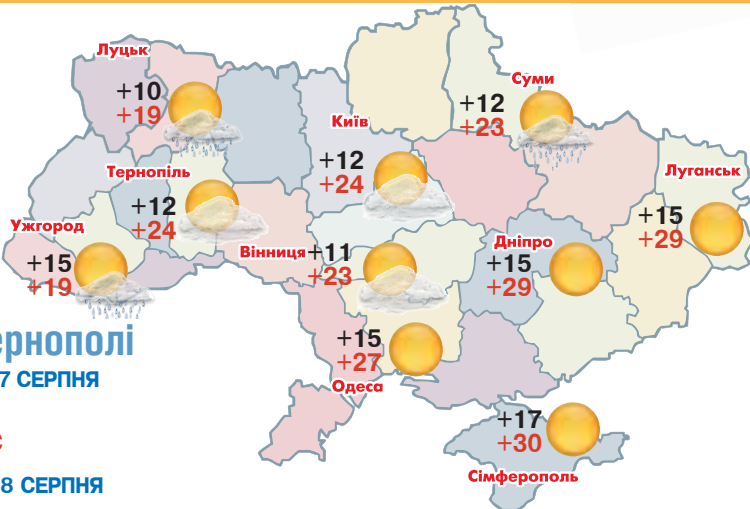 Луцьк
+10
+19
Суми
+12
+23
Київ
+12
+24
Тернопіль
+12
+24
Луганськ
+15
+29
Ужгород
+15
+19
Вінниця
+11
+23
Дніпро
+15
+29
ернополі
7 СЕРПНЯ
+15
+27
Одеса
+17
+30
Сімферополь
8 СЕРПНЯ